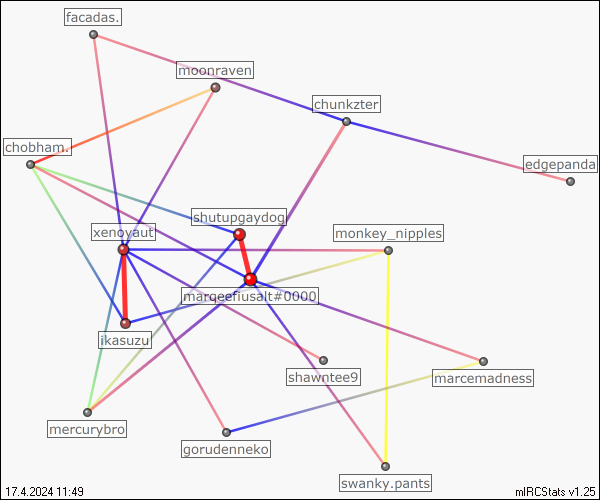 facadas.
moonraven
chunkzter
chobham.
edgepanda
shutupgaydog
xenoyaut
monkey_nipples
marqeefiusalt#0000
ikasuzu
shawntee9
marcemadness
mercurybro
gorudenneko
swanky.pants
17.4.2024 11:49
mIRCStats v1.25